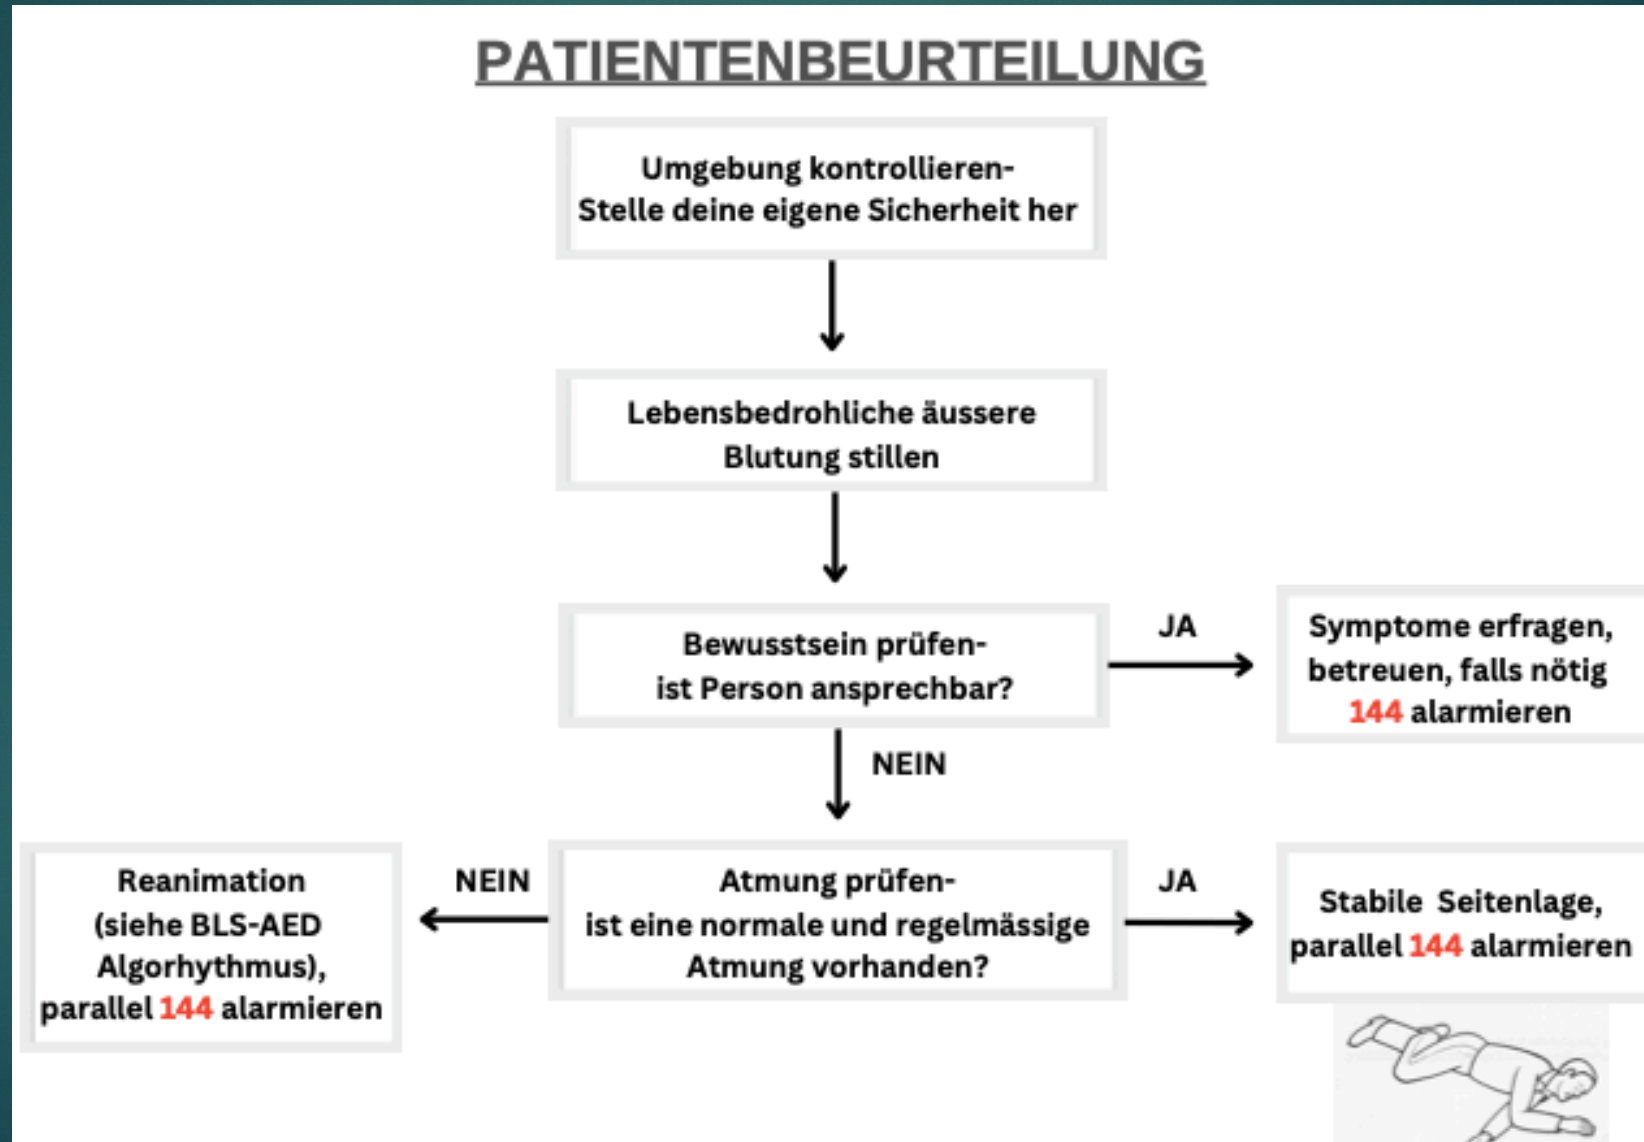 PATIENTENBEURTEILUNG
Umgebung kontrollieren-
Stelle deine eigene Sicherheit her
Lebensbedrohliche äussere
Blutung stillen
Bewusstsein prüfen-
ist Person ansprechbar?
JA
Symptome erfragen,
betreuen, falls nötig
144 alarmieren
NEIN
Atmung prüfen-
ist eine normale und regelmässige
Atmung vorhanden?
NEIN
Reanimation
(siehe BLS-AED
Algorhythmus),
parallel 144 alarmieren
JA
Stabile Seitenlage,
parallel 144 alarmieren